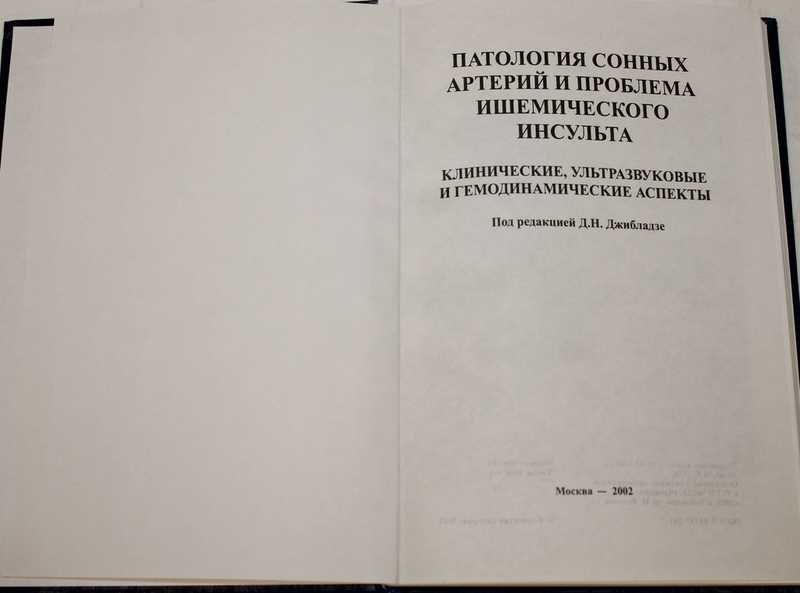 ПАТОЛОГИЯ СОННЫХ
АРТЕРИЙ И ПРОБЛЕМА
ИШЕМИЧЕСКОГО
ИНСУЛЬТА
КЛИНИЧЕСКИЕ, УЛЬТРАЗВУКОВЫЕ
И ГЕМОДИНАМИЧЕСКИЕ АСПЕКТЫ
Под редакцией Д.Н. Джибладзе
Москва — 2002